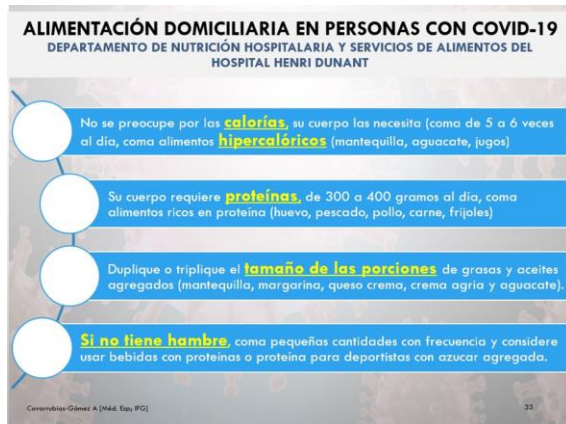 ALIMENTACIÓN DOMICILIARIA EN PERSONAS CON COVID-19
DEPARTAMENTO DE NUTRICIÓN HOSPITALARIA Y SERVICIOS DE ALIMENTOS DEL
HOSPITAL HENRI DUNANT
No se preocupe por las calorías, su cuerpo las necesita (coma de 5 a 6 veces
al día, coma alimentos hipercalóricos (mantequilla, aguacate, jugos)
Su cuerpo requiere proteínas, de 300 a 400 gramos al día, coma
alimentos ricos en proteína (huevo, pescado, pollo, carne, frijoles)
Duplique o triplique el tamaño de las porciones de grasas y aceites
agregados (mantequilla, margarina, queso crema, crema agria y aguacate).
Si no tiene hambre, coma pequeñas cantidades con frecuencia y considere
usar bebidas con proteínas o proteína para deportistas con azucar agregada.
Covarrubias-Gómez A [Méd. Esp; IFG]
33